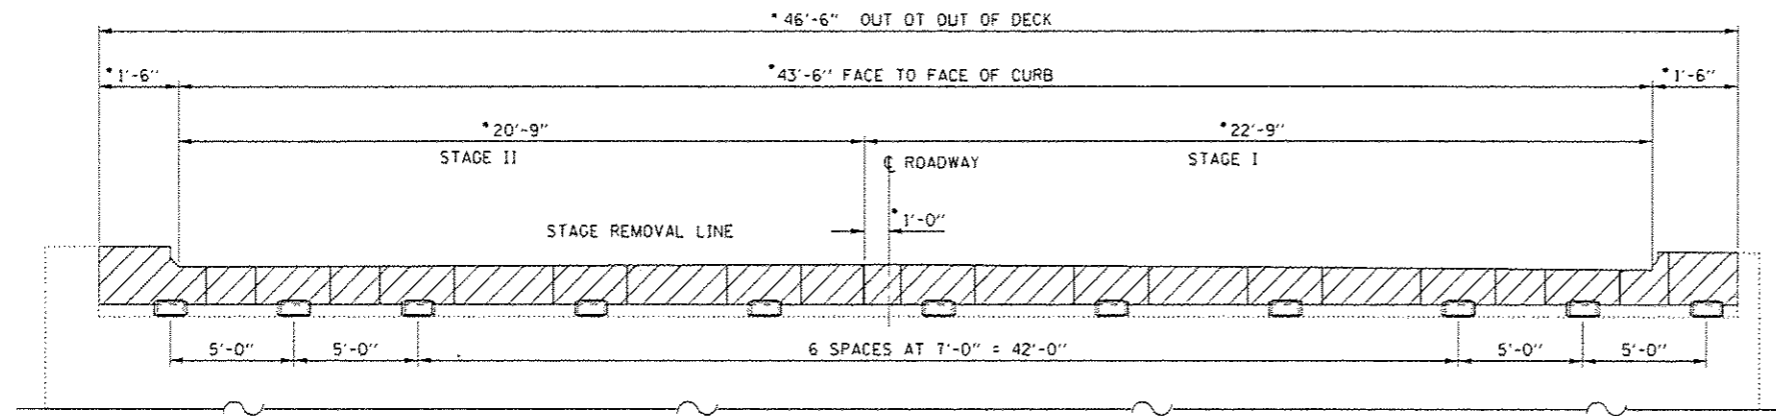 *46'-6" OUT OT OUT OF DECK
*1'-6" *43'-6" FACE TO FACE OF CURB *1'-6"
*20'-9" *22'-9"
STAGE II ℄ ROADWAY STAGE I
STAGE REMOVAL LINE *1'-0"
5'-0" 5'-0" 6 SPACES AT 7'-0" = 42'-0" 5'-0" 5'-0"